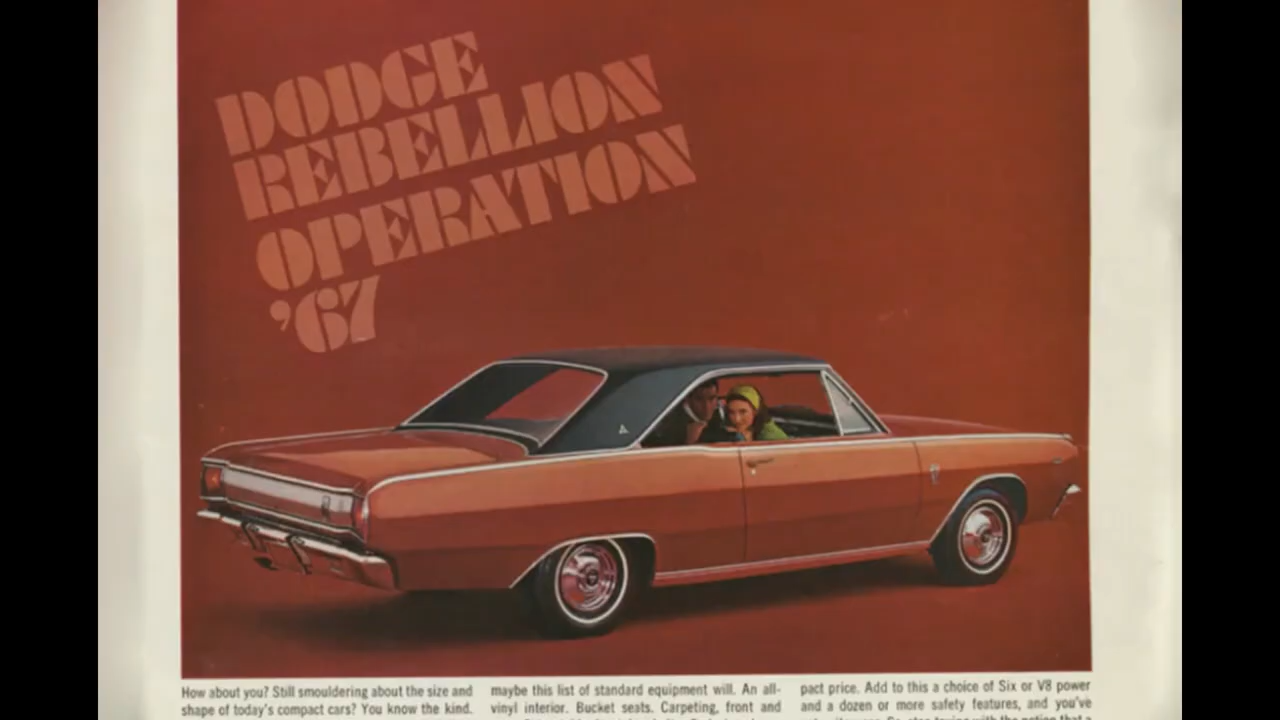 DODGE
REBELLION
OPERATION
'67
How about you? Still smouldering about the size and
shape of today's compact cars? You know the kind.
maybe this list of standard equipment will. An all-
vinyl interior. Bucket seats. Carpeting, front and
pact price. Add to this a choice of Six or V8 power
and a dozen or more safety features, and you've